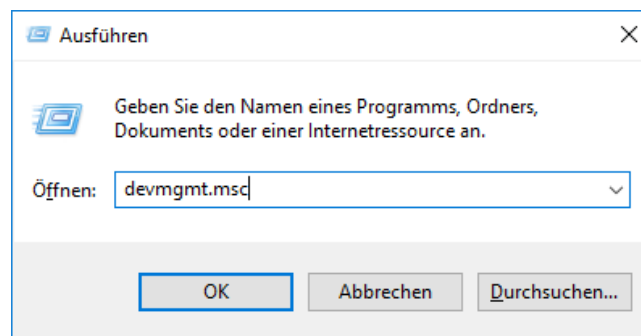 Ausführen
Geben Sie den Namen eines Programms, Ordners,
Dokuments oder einer Internetressource an.
Öffnen: devmgmt.msc
OK Abbrechen Durchsuchen...